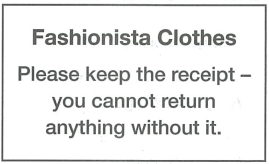 Fashionista Clothes
Please keep the receipt –
you cannot return
anything without it.